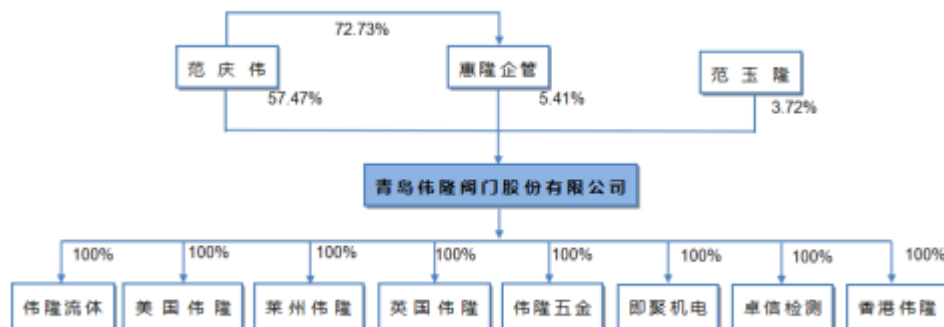 72.73%
范庆伟
惠隆企管
范玉隆
57.47%
5.41%
3.72%
青岛伟隆阀门股份有限公司
100% 100% 100% 100% 100% 100% 100% 100%
伟隆流体 美国伟隆 莱州伟隆 英国伟隆 伟隆五金 即聚机电 卓信检测 香港伟隆